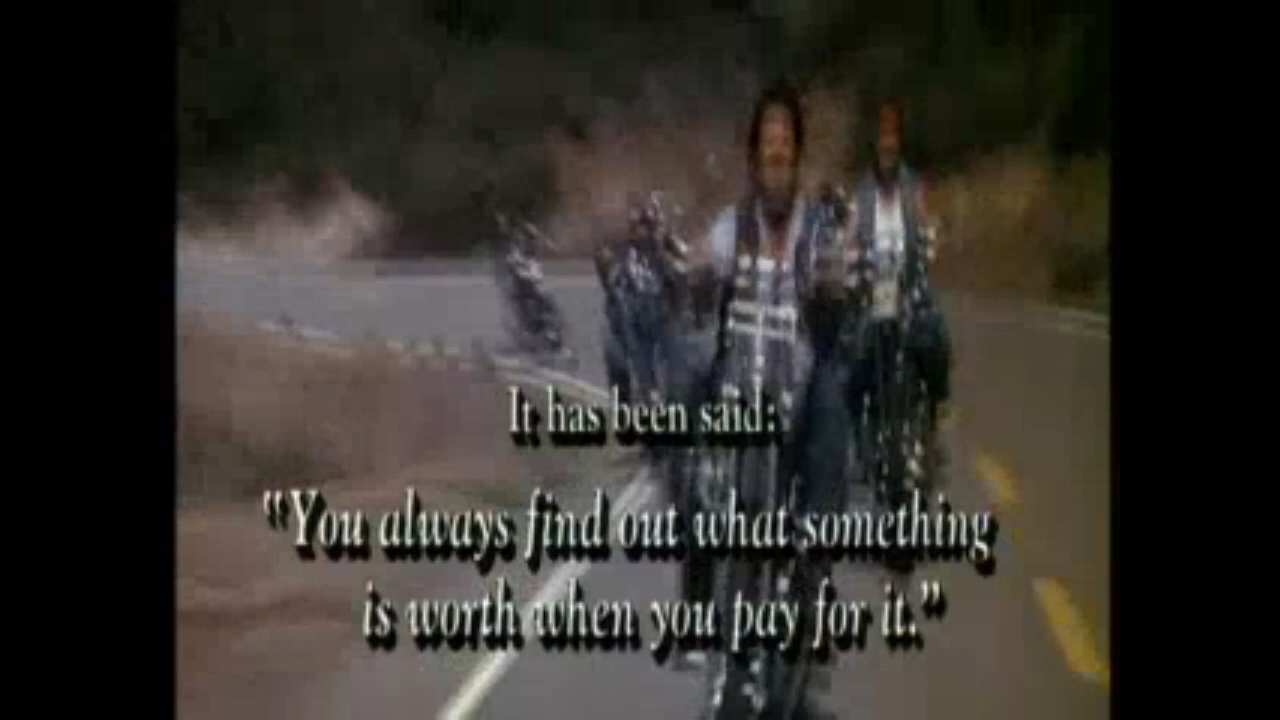 It has been said:
"You always find out what something
is worth when you pay for it."